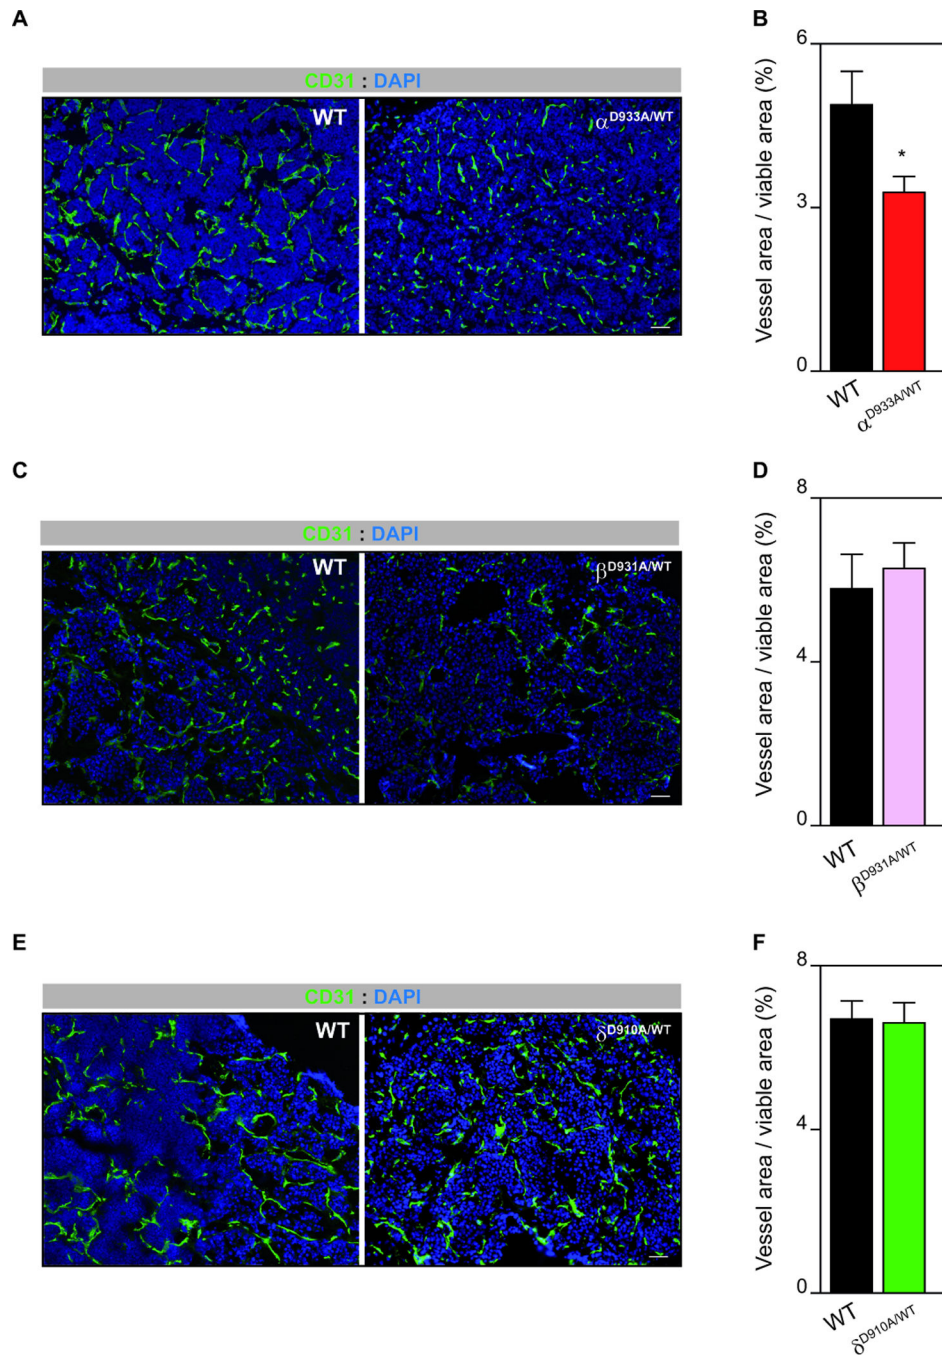 A
B
CD31 : DAPI
WT
αD933A/WT
Vessel area / viable area (%)
6
3
0
*
WT
αD933A/WT
C
D
CD31 : DAPI
WT
βD931A/WT
Vessel area / viable area (%)
8
4
0
WT
βD931A/WT
E
F
CD31 : DAPI
WT
δD910A/WT
Vessel area / viable area (%)
8
4
0
WT
δD910A/WT